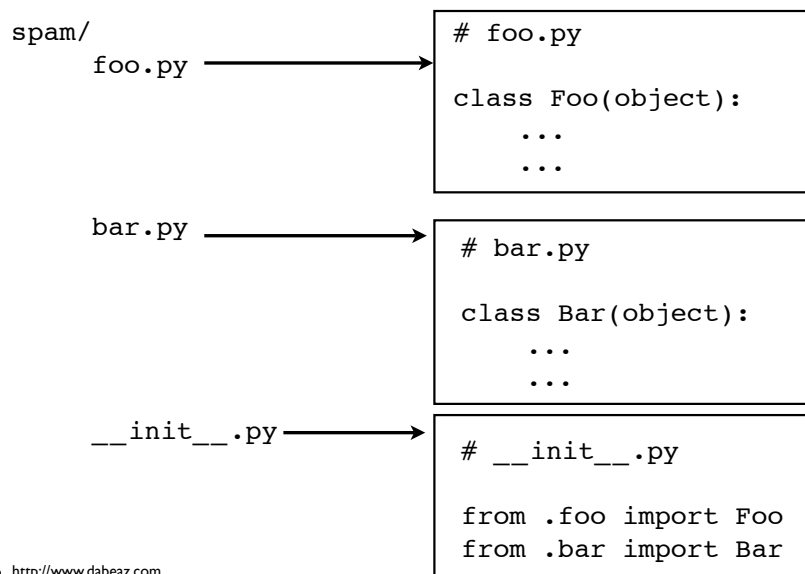 spam/
foo.py
# foo.py
class Foo(object):
...
...
bar.py
# bar.py
class Bar(object):
...
...
__init__.py
# __init__.py
from .foo import Foo
from .bar import Bar
http://www.dabeaz.com